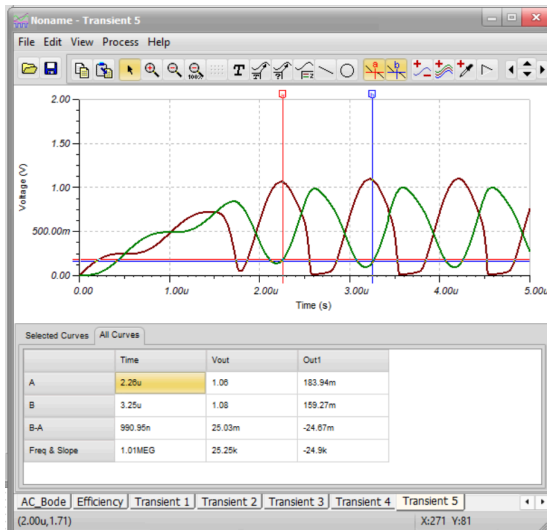 Noname - Transient 5
File Edit View Process Help
T
a
b
2.00
1.50
1.00
500.00m
0.00
Voltage (V)
0.00 1.00u 2.00u 3.00u 4.00u 5.00u
Time (s)
Selected Curves All Curves
Time Vout Out1
A 2.26u 1.06 183.94m
B 3.25u 1.08 159.27m
B-A 990.95n 25.03m -24.67m
Freq & Slope 1.01MEG 25.25k -24.9k
AC_Bode Efficiency Transient 1 Transient 2 Transient 3 Transient 4 Transient 5
(2.00u,1.71) X:271 Y:81